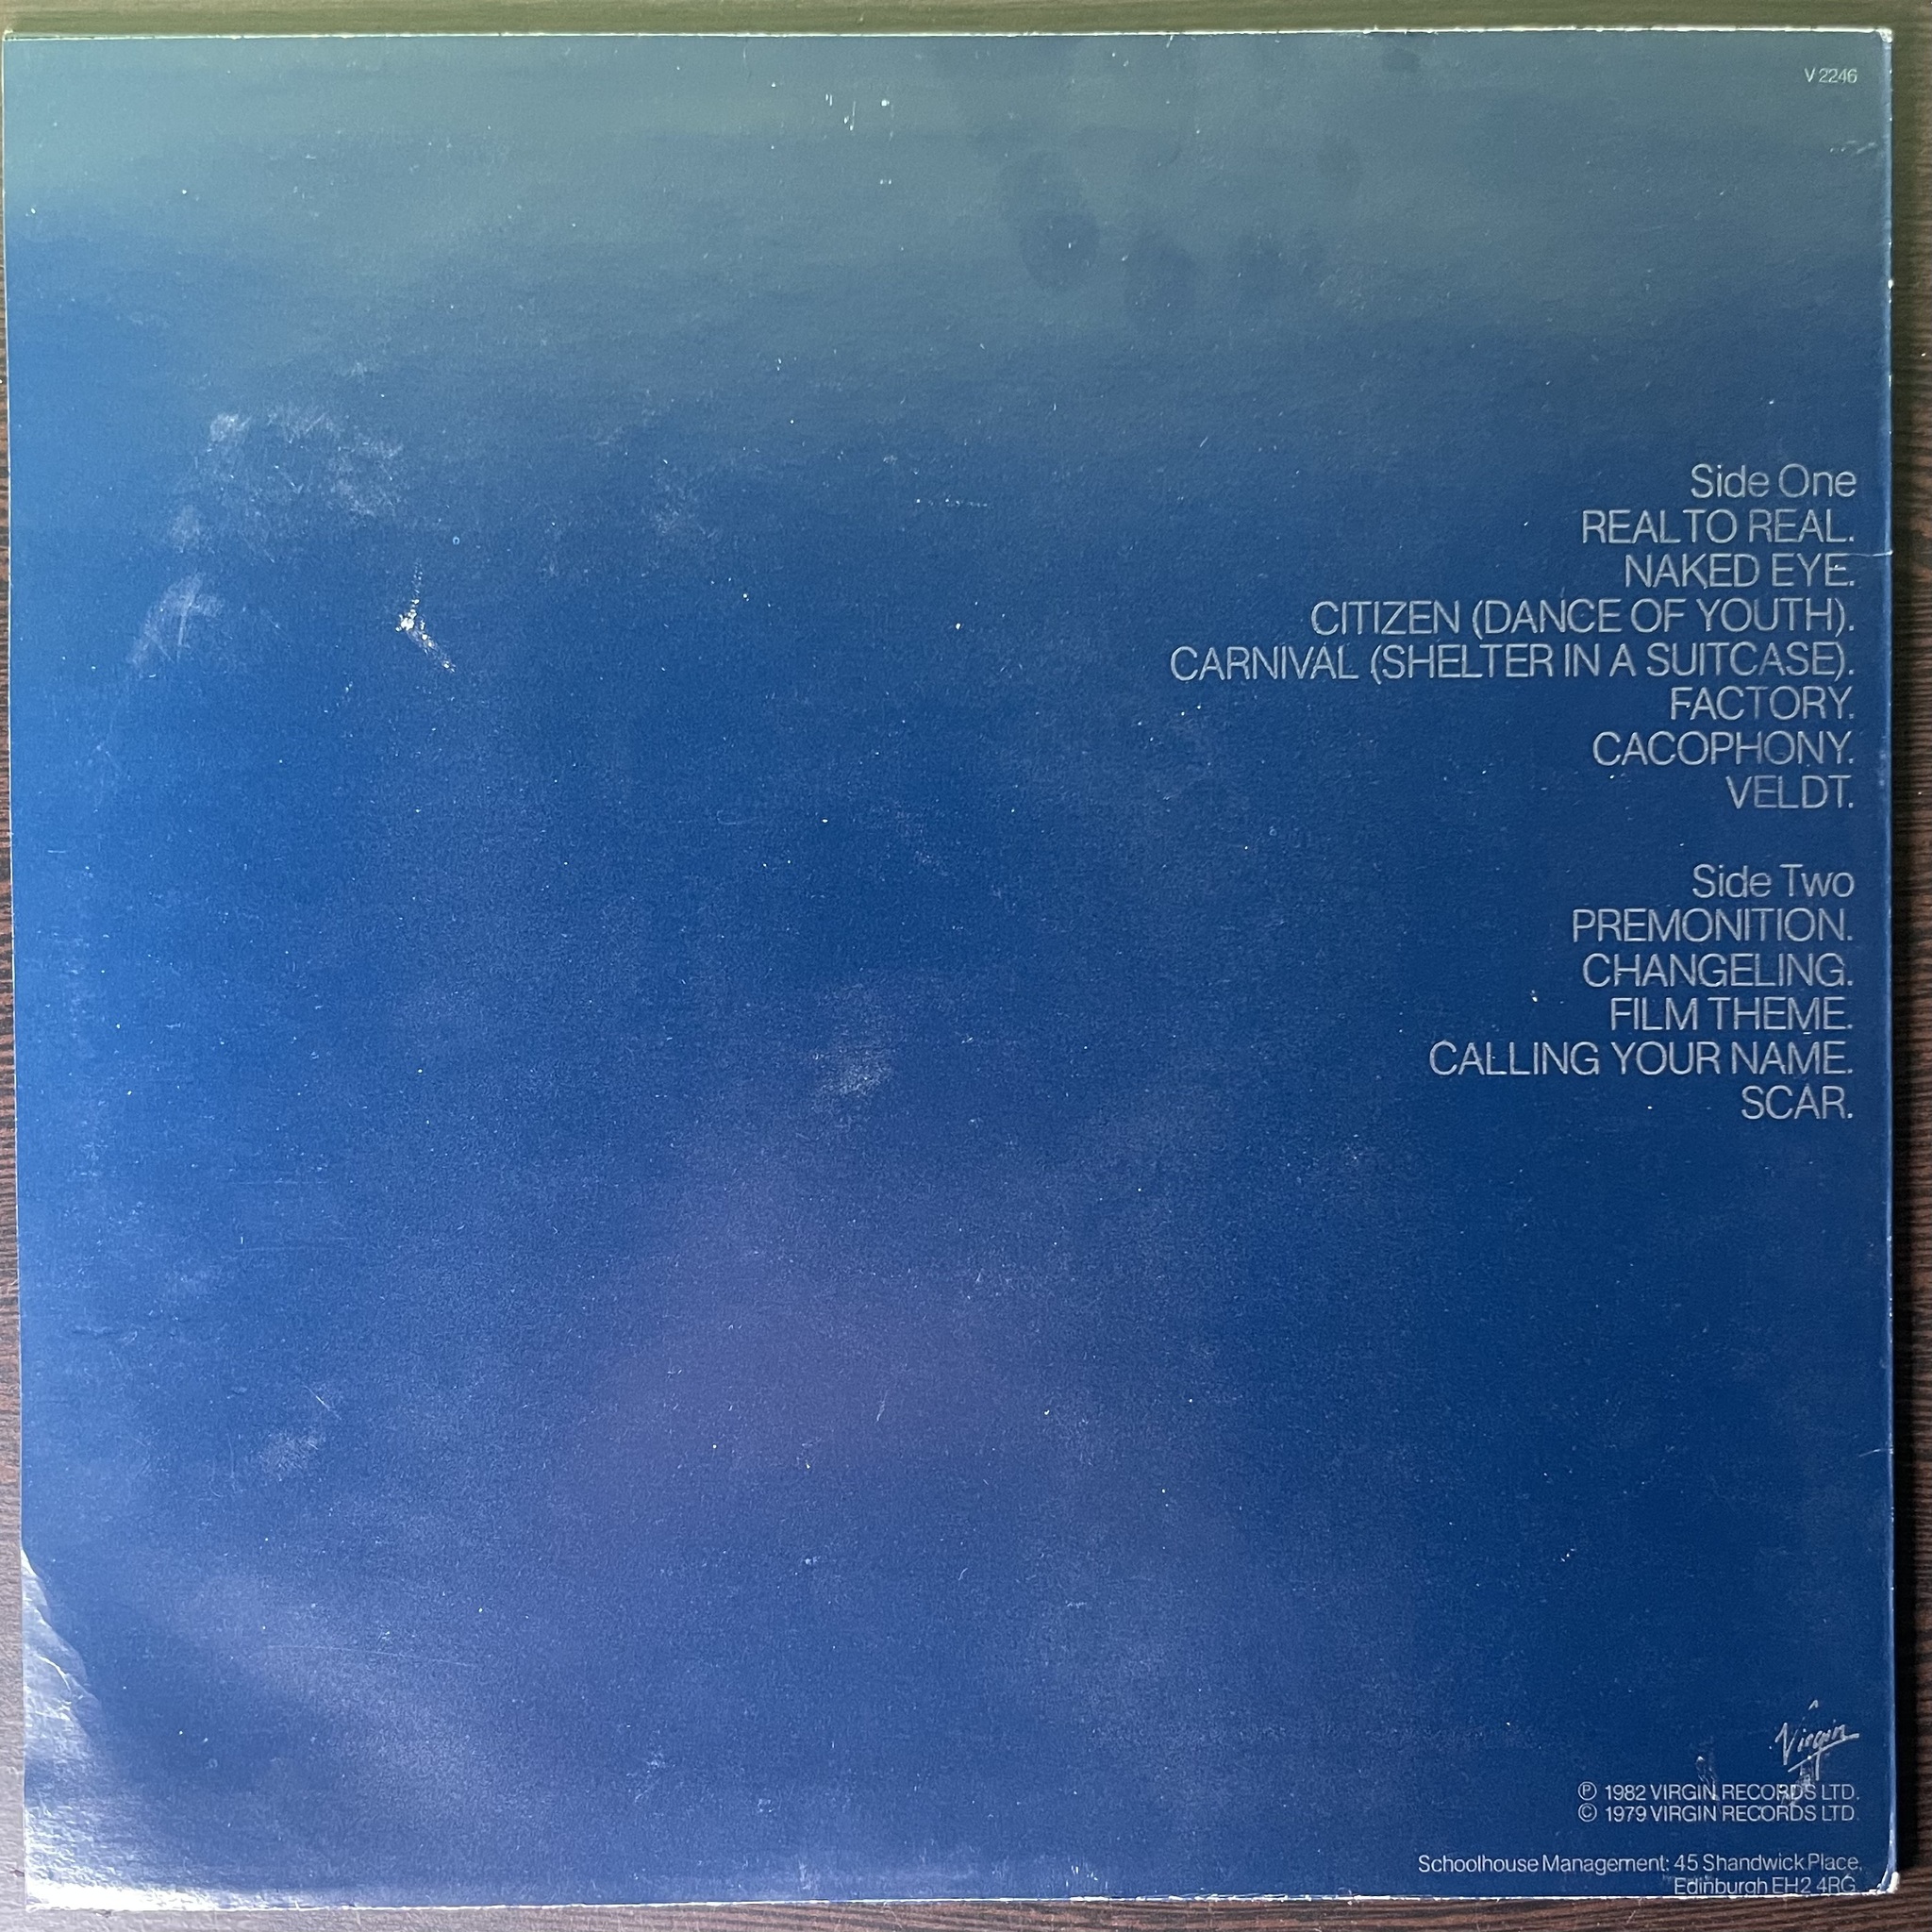 V 2246
Side One
REAL TO REAL.
NAKED EYE.
CITIZEN (DANCE OF YOUTH).
CARNIVAL (SHELTER IN A SUITCASE).
FACTORY.
CACOPHONY.
VELDT.
Side Two
PREMONITION.
CHANGELING.
FILM THEME.
CALLING YOUR NAME.
SCAR.
Virgin
℗ 1982 VIRGIN RECORDS LTD.
© 1979 VIRGIN RECORDS LTD.
Schoolhouse Management: 45 Shandwick Place,
Edinburgh EH2 4RG.